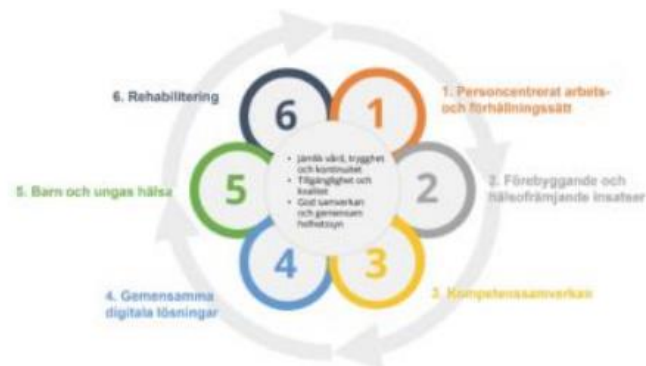 6. Rehabilitering
6
1
1. Personcentrerat arbets-
och förhållningssätt
• Jämlik vård, trygghet
och kontinuitet
• Tillgänglighet och
kvalitet
• God samverkan
och gemensam
helhetssyn
5. Barn och ungas hälsa
5
2
2. Förebyggande och
hälsofrämjande insatser
4
3
4. Gemensamma
digitala lösningar
3. Kompetenssamverkan